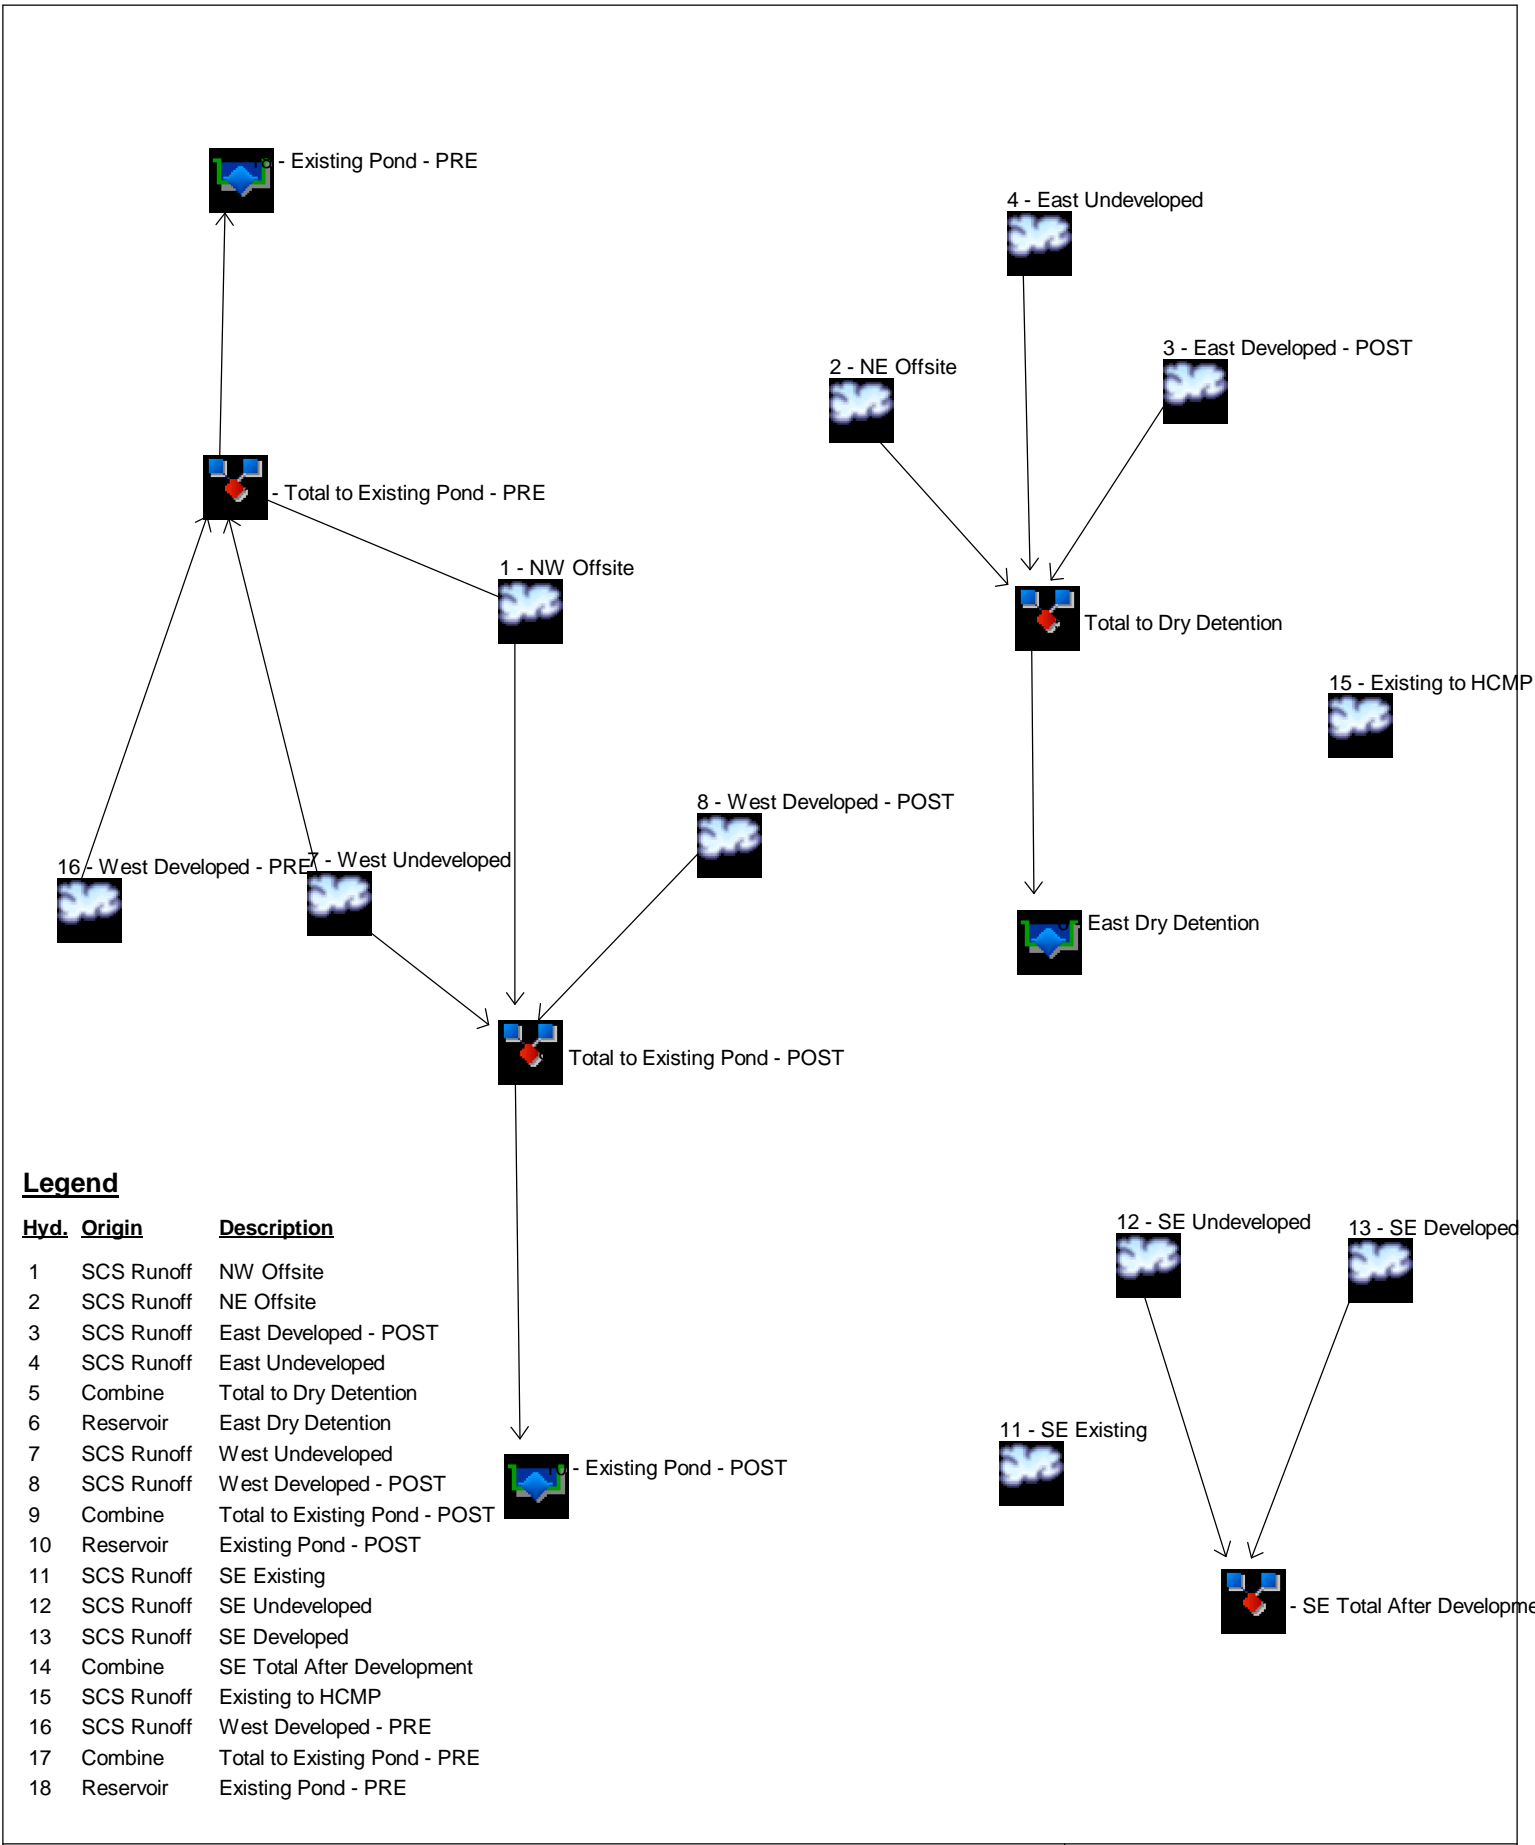 18 - Existing Pond - PRE
4 - East Undeveloped
3 - East Developed - POST
2 - NE Offsite
- Total to Existing Pond - PRE
1 - NW Offsite
Total to Dry Detention
15 - Existing to HCMP
8 - West Developed - POST
16 - West Developed - PRE
7 - West Undeveloped
6 - East Dry Detention
Total to Existing Pond - POST
Legend
Hyd. Origin Description
1 SCS Runoff NW Offsite
2 SCS Runoff NE Offsite
3 SCS Runoff East Developed - POST
4 SCS Runoff East Undeveloped
5 Combine Total to Dry Detention
6 Reservoir East Dry Detention
7 SCS Runoff West Undeveloped
8 SCS Runoff West Developed - POST
9 Combine Total to Existing Pond - POST
10 Reservoir Existing Pond - POST
11 SCS Runoff SE Existing
12 SCS Runoff SE Undeveloped
13 SCS Runoff SE Developed
14 Combine SE Total After Development
15 SCS Runoff Existing to HCMP
16 SCS Runoff West Developed - PRE
17 Combine Total to Existing Pond - PRE
18 Reservoir Existing Pond - PRE
12 - SE Undeveloped
13 - SE Developed
11 - SE Existing
10 - Existing Pond - POST
- SE Total After Developme